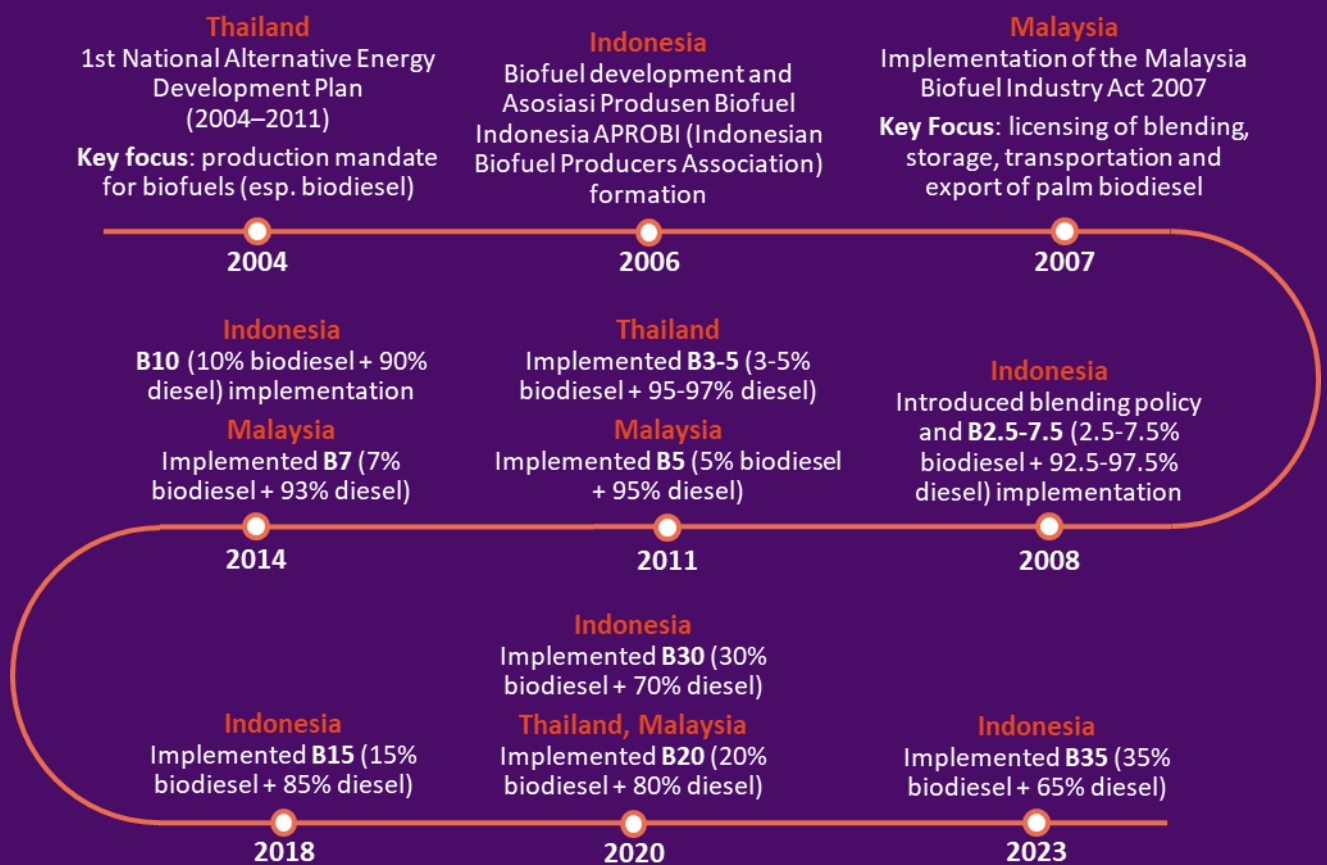 Thailand
1st National Alternative Energy
Development Plan
(2004–2011)
Key focus: production mandate
for biofuels (esp. biodiesel)
2004
Indonesia
Biofuel development and
Asosiasi Produsen Biofuel
Indonesia APROBI (Indonesian
Biofuel Producers Association)
formation
2006
Malaysia
Implementation of the Malaysia
Biofuel Industry Act 2007
Key Focus: licensing of blending,
storage, transportation and
export of palm biodiesel
2007
Indonesia
Introduced blending policy
and B2.5-7.5 (2.5-7.5%
biodiesel + 92.5-97.5%
diesel) implementation
2008
Thailand
Implemented B3-5 (3-5%
biodiesel + 95-97% diesel)
Malaysia
Implemented B5 (5% biodiesel
+ 95% diesel)
2011
Indonesia
B10 (10% biodiesel + 90%
diesel) implementation
Malaysia
Implemented B7 (7%
biodiesel + 93% diesel)
2014
Indonesia
Implemented B15 (15%
biodiesel + 85% diesel)
2018
Indonesia
Implemented B30 (30%
biodiesel + 70% diesel)
Thailand, Malaysia
Implemented B20 (20%
biodiesel + 80% diesel)
2020
Indonesia
Implemented B35 (35%
biodiesel + 65% diesel)
2023